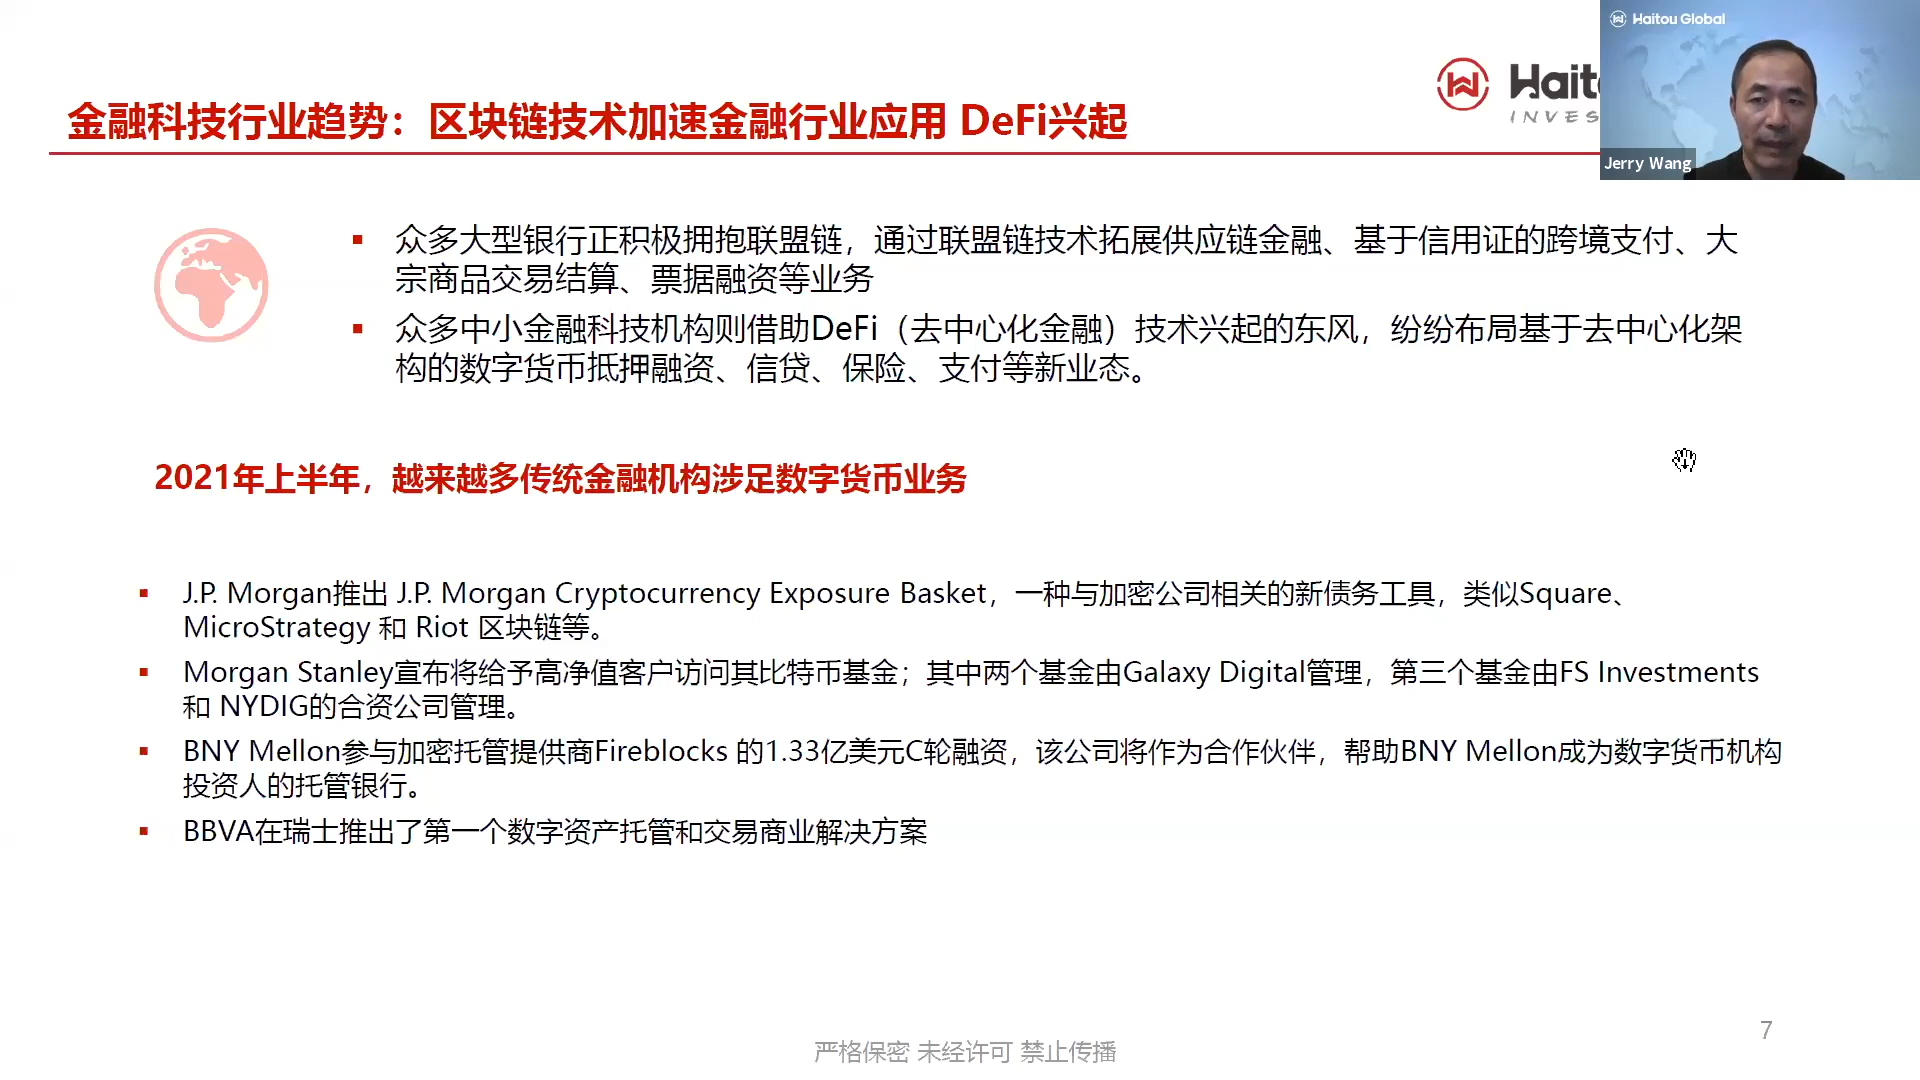 Haitou Global
Jerry Wang
INVES
金融科技行业趋势：区块链技术加速金融行业应用 DeFi兴起
众多大型银行正积极拥抱联盟链，通过联盟链技术拓展供应链金融、基于信用证的跨境支付、大
宗商品交易结算、票据融资等业务
众多中小金融科技机构则借助DeFi（去中心化金融）技术兴起的东风，纷纷布局基于去中心化架
构的数字货币抵押融资、信贷、保险、支付等新业态。
2021年上半年，越来越多传统金融机构涉足数字货币业务
J.P. Morgan推出 J.P. Morgan Cryptocurrency Exposure Basket，一种与加密公司相关的新债务工具，类似Square、
MicroStrategy 和 Riot 区块链等。
Morgan Stanley宣布将给予高净值客户访问其比特币基金；其中两个基金由Galaxy Digital管理，第三个基金由FS Investments
和 NYDIG的合资公司管理。
BNY Mellon参与加密托管提供商Fireblocks 的1.33亿美元C轮融资，该公司将作为合作伙伴，帮助BNY Mellon成为数字货币机构
投资人的托管银行。
BBVA在瑞士推出了第一个数字资产托管和交易商业解决方案
7
严格保密 未经许可 禁止传播